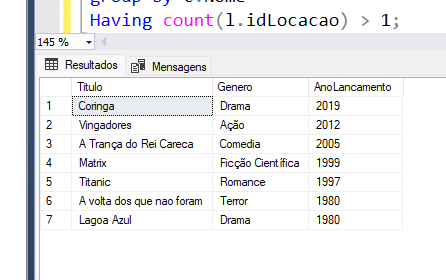 group by c.Nome
Having count(l.idLocacao) > 1;
145 %
Resultados Mensagens
Titulo Genero AnoLancamento
1 Coringa Drama 2019
2 Vingadores Ação 2012
3 A Trança do Rei Careca Comedia 2005
4 Matrix Ficção Científica 1999
5 Titanic Romance 1997
6 A volta dos que nao foram Terror 1980
7 Lagoa Azul Drama 1980